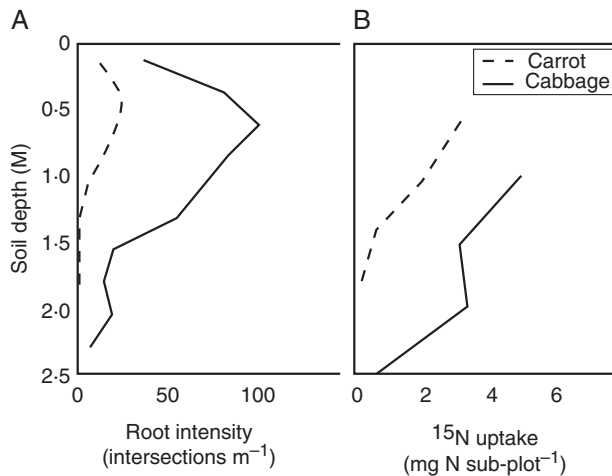 A
B
0
0·5
1·0
1·5
2·0
2·5
Soil depth (M)
Carrot
Cabbage
0 50 100
0 2 4 6
Root intensity
(intersections m⁻¹)
¹⁵N uptake
(mg N sub-plot⁻¹)